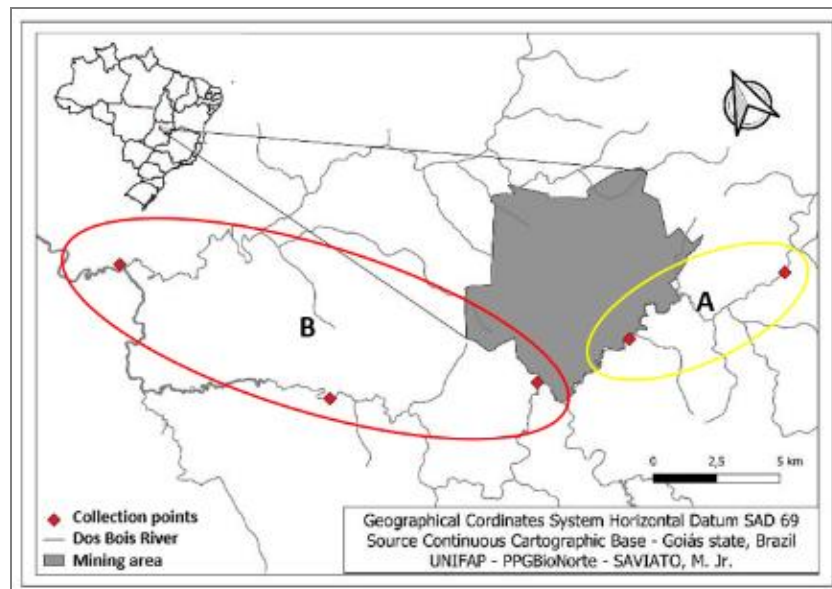 A
B
0 2,5 5 km
Collection points
Dos Bois River
Mining area
Geographical Cordinates System Horizontal Datum SAD 69
Source Continuous Cartographic Base - Goiás state, Brazil
UNIFAP - PPGBioNorte - SAVIATO, M. Jr.